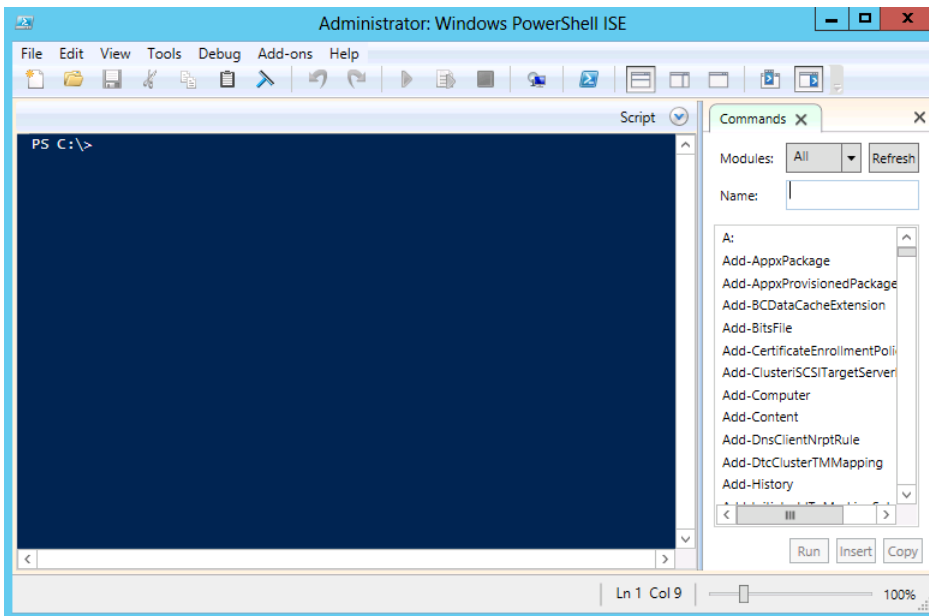 Administrator: Windows PowerShell ISE
File Edit View Tools Debug Add-ons Help
Script
PS C:\>
Commands
Modules: All Refresh
Name:
A:
Add-AppxPackage
Add-AppxProvisionedPackage
Add-BCDataCacheExtension
Add-BitsFile
Add-CertificateEnrollmentPoli
Add-ClusteriSCSITargetServerl
Add-Computer
Add-Content
Add-DnsClientNrptRule
Add-DtcClusterTMMapping
Add-History
Run Insert Copy
Ln 1 Col 9 100%